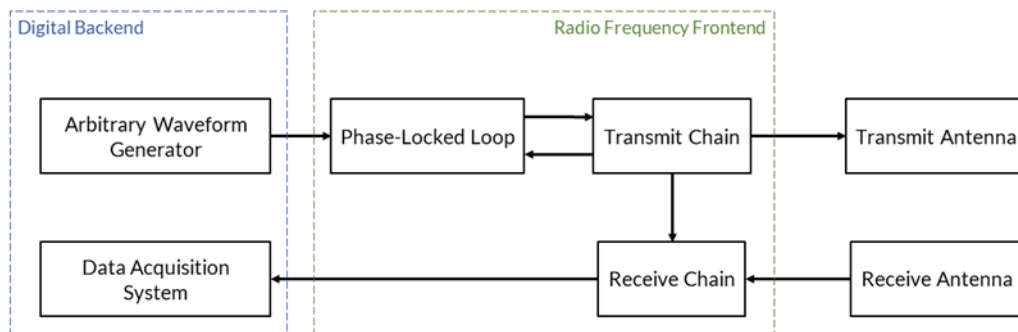 Digital Backend
Radio Frequency Frontend
Arbitrary Waveform
Generator
Phase-Locked Loop
Transmit Chain
Transmit Antenna
Data Acquisition
System
Receive Chain
Receive Antenna